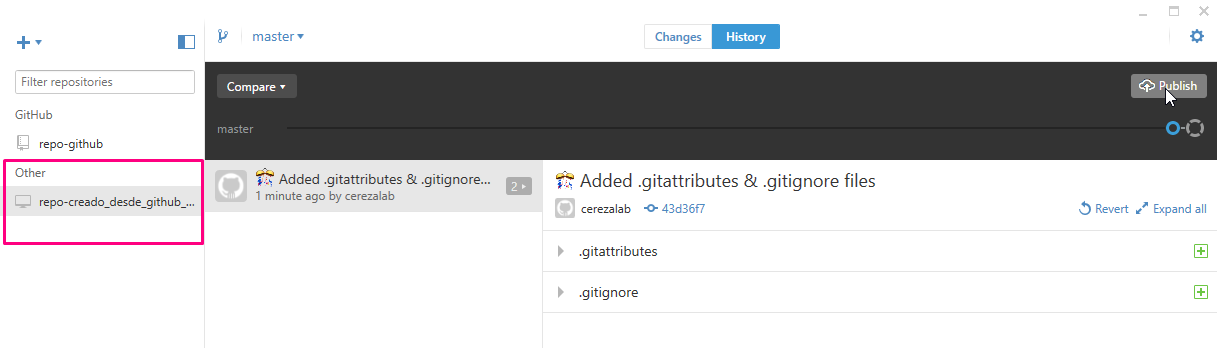 master
Changes
History
Filter repositories
Compare
Publish
GitHub
repo-github
master
Other
repo-creado_desde_github_...
Added .gitattributes & .gitignore...
1 minute ago by cerezalab
2
Added .gitattributes & .gitignore files
cerezalab
43d36f7
Revert
Expand all
.gitattributes
.gitignore